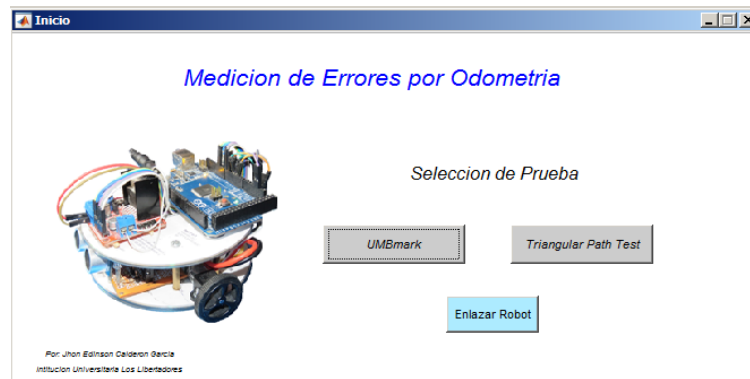 Inicio
Medicion de Errores por Odometria
Seleccion de Prueba
UMBmark
Triangular Path Test
Enlazar Robot
Por: Jhon Edinson Calderon Garcia
Intitucion Universitaria Los Libertadores